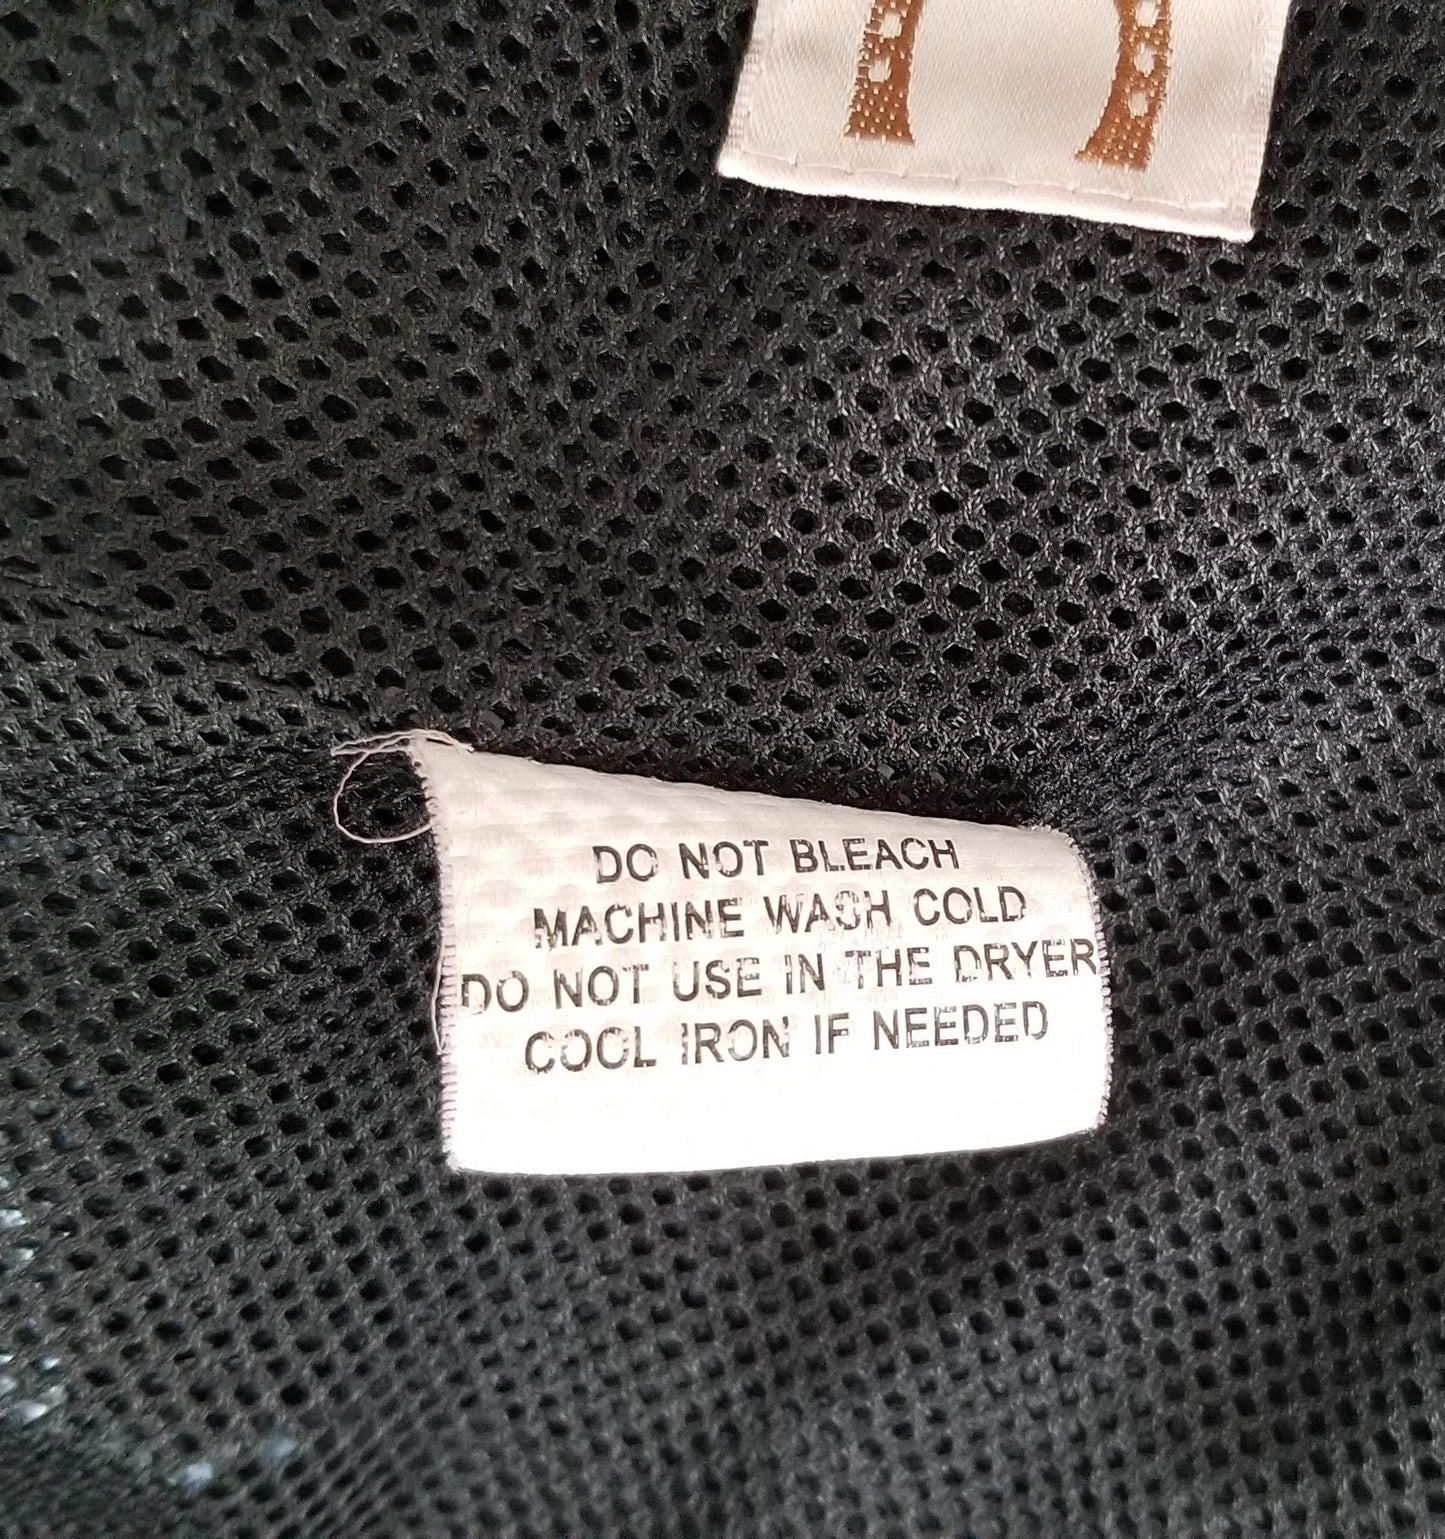 DO NOT BLEACH
MACHINE WASH COLD
DO NOT USE IN THE DRYER
COOL IRON IF NEEDED